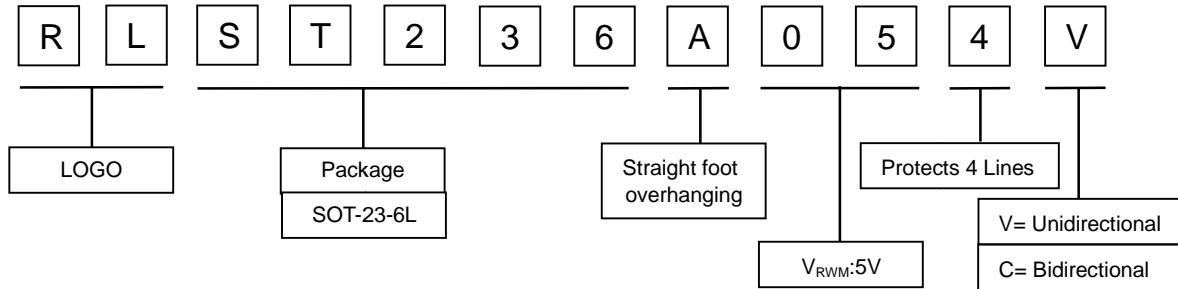 R L S T 2 3 6 A 0 5 4 V
LOGO
Package
SOT-23-6L
Straight foot
overhanging
V_RWM:5V
Protects 4 Lines
V= Unidirectional
C= Bidirectional